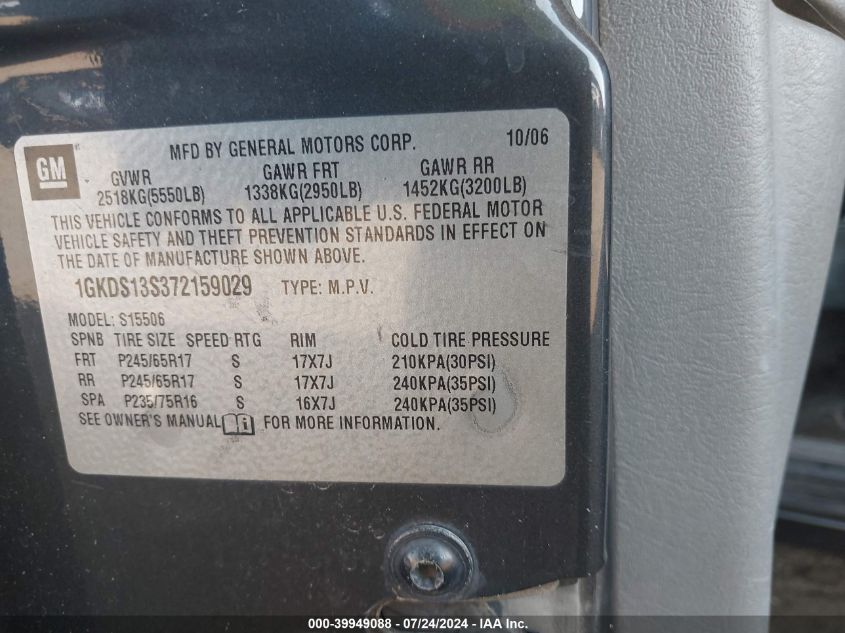 GM
MFD BY GENERAL MOTORS CORP. 10/06
GVWR GAWR FRT GAWR RR
2518KG(5550LB) 1338KG(2950LB) 1452KG(3200LB)
THIS VEHICLE CONFORMS TO ALL APPLICABLE U.S. FEDERAL MOTOR
VEHICLE SAFETY AND THEFT PREVENTION STANDARDS IN EFFECT ON
THE DATE OF MANUFACTURE SHOWN ABOVE.
1GKDS13S372159029 TYPE: M.P.V.
MODEL: S15506
SPNB TIRE SIZE SPEED RTG RIM COLD TIRE PRESSURE
FRT P245/65R17 S 17X7J 210KPA(30PSI)
RR P245/65R17 S 17X7J 240KPA(35PSI)
SPA P235/75R16 S 16X7J 240KPA(35PSI)
SEE OWNER'S MANUAL i FOR MORE INFORMATION.
000-39949088 - 07/24/2024 - IAA Inc.